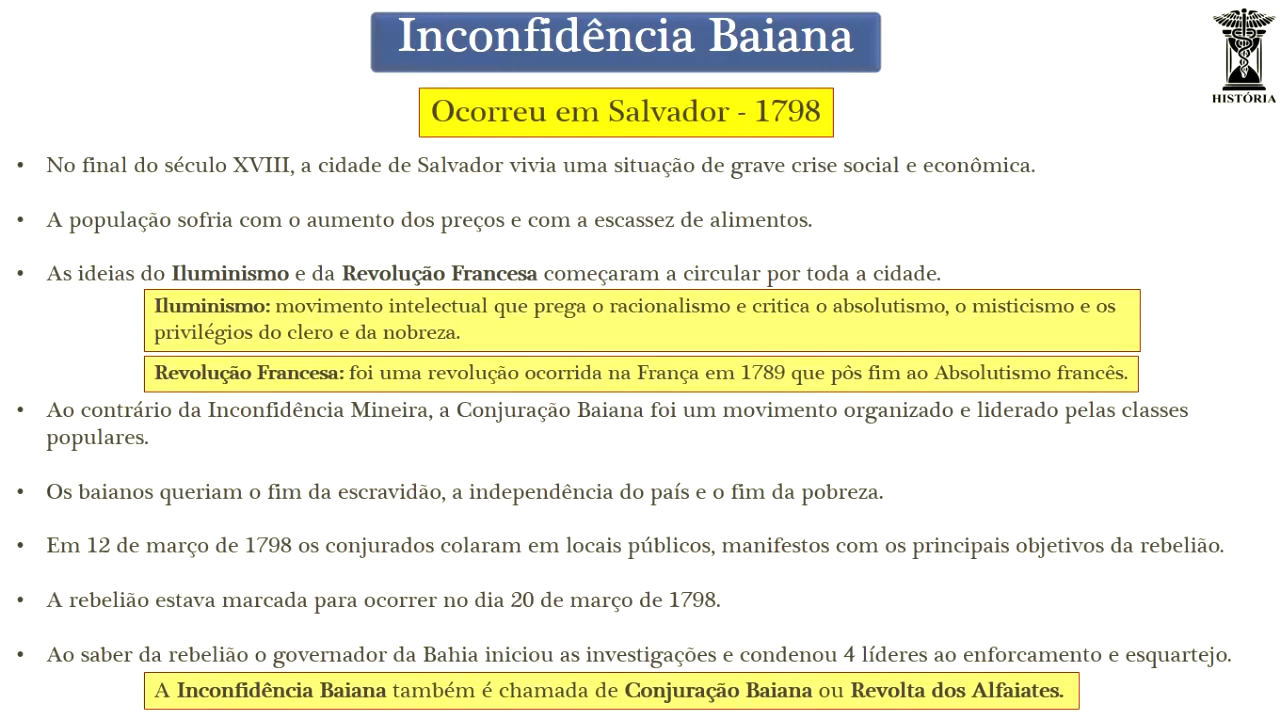 Inconfidência Baiana
HISTÓRIA
Ocorreu em Salvador - 1798
• No final do século XVIII, a cidade de Salvador vivia uma situação de grave crise social e econômica.
• A população sofria com o aumento dos preços e com a escassez de alimentos.
• As ideias do Iluminismo e da Revolução Francesa começaram a circular por toda a cidade.
Iluminismo: movimento intelectual que prega o racionalismo e critica o absolutismo, o misticismo e os
privilégios do clero e da nobreza.
Revolução Francesa: foi uma revolução ocorrida na França em 1789 que pôs fim ao Absolutismo francês.
• Ao contrário da Inconfidência Mineira, a Conjuração Baiana foi um movimento organizado e liderado pelas classes
populares.
• Os baianos queriam o fim da escravidão, a independência do país e o fim da pobreza.
• Em 12 de março de 1798 os conjurados colaram em locais públicos, manifestos com os principais objetivos da rebelião.
• A rebelião estava marcada para ocorrer no dia 20 de março de 1798.
• Ao saber da rebelião o governador da Bahia iniciou as investigações e condenou 4 líderes ao enforcamento e esquartejo.
A Inconfidência Baiana também é chamada de Conjuração Baiana ou Revolta dos Alfaiates.